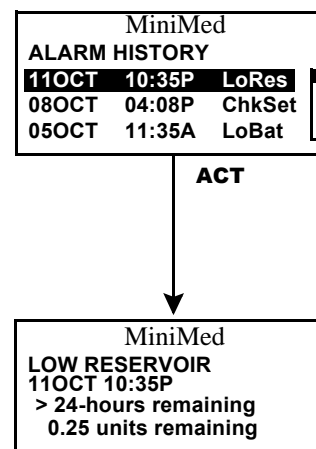 MiniMed
ALARM HISTORY
11OCT 10:35P LoRes
08OCT 04:08P ChkSet
05OCT 11:35A LoBat
ACT
MiniMed
LOW RESERVOIR
11OCT 10:35P
> 24-hours remaining
0.25 units remaining